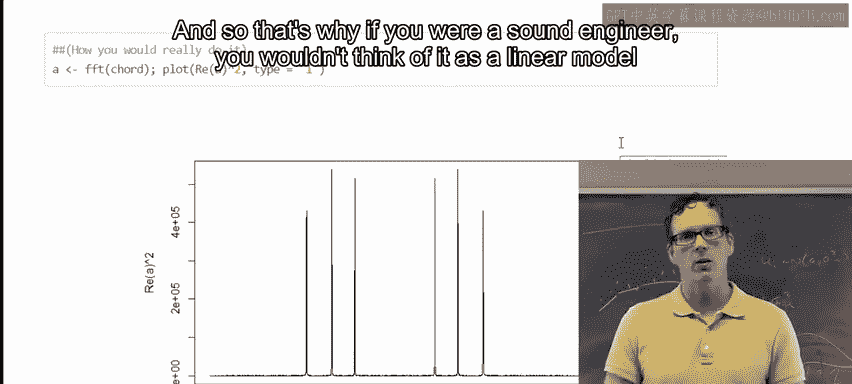 And so that's why if you were a sound engineer,
you wouldn't think of it as a linear model
##(How you would really do it)
a <- fft(chord); plot(Re(a)^2, type = "l")
Re(a)^2
4e+05
2e+05
e+00